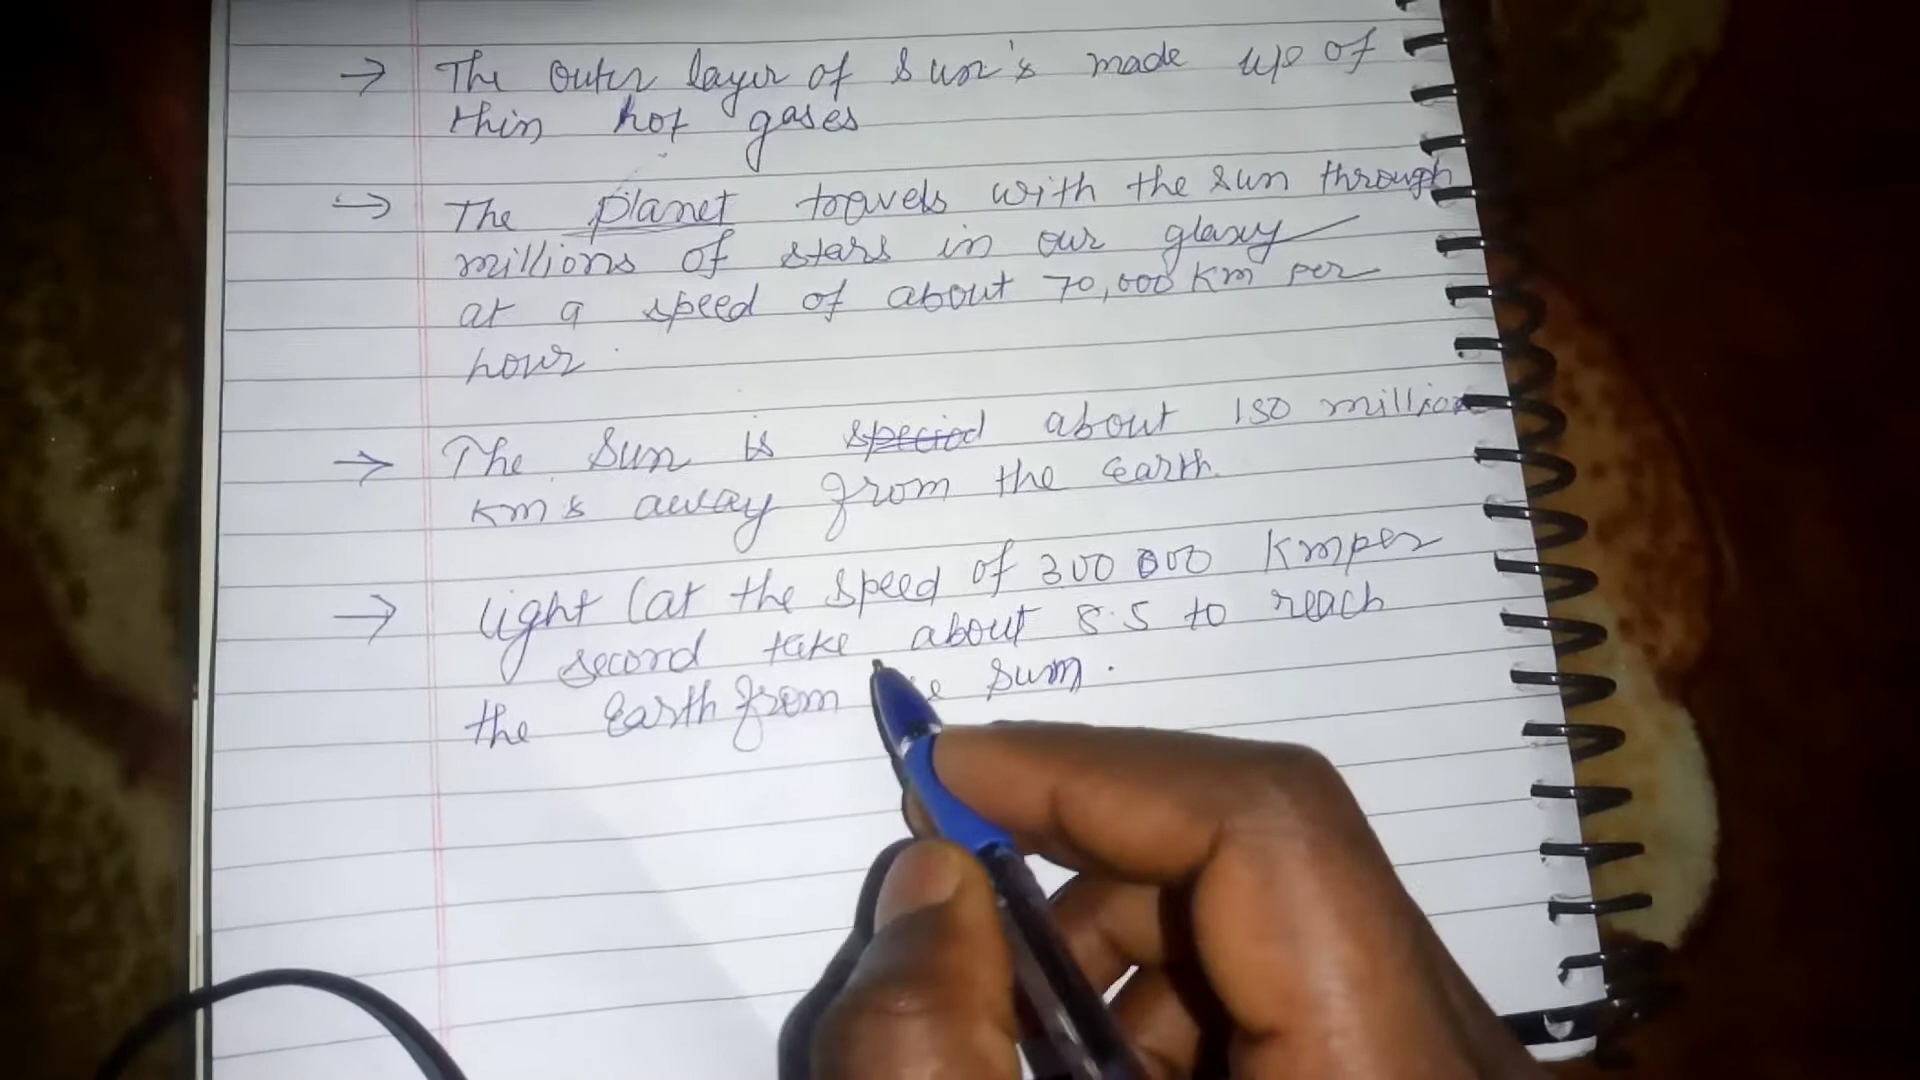 → The outer layer of Sun's made up of
thin hot gases
→ The planet travels with the sun through
millions of stars in our glaxy
at a speed of about 70,000 Km per
hour.
→ The Sun is about 150 million
Km's away from the Earth.
→ light (at the speed of 300 000 Kmper
second take about 8.5 to reach
the Earth from sum.